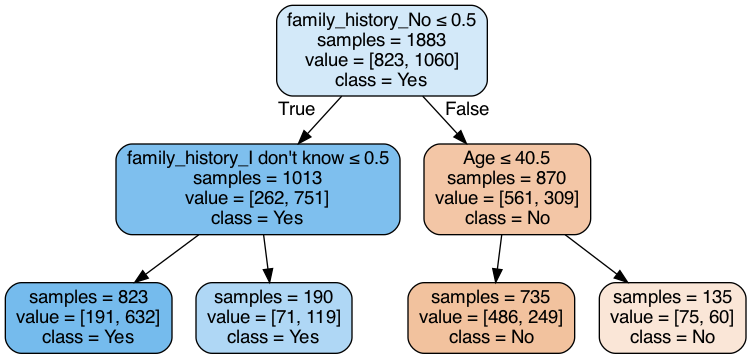 family_history_No ≤ 0.5
samples = 1883
value = [823, 1060]
class = Yes
True
False
family_history_I don't know ≤ 0.5
samples = 1013
value = [262, 751]
class = Yes
Age ≤ 40.5
samples = 870
value = [561, 309]
class = No
samples = 823
value = [191, 632]
class = Yes
samples = 190
value = [71, 119]
class = Yes
samples = 735
value = [486, 249]
class = No
samples = 135
value = [75, 60]
class = No